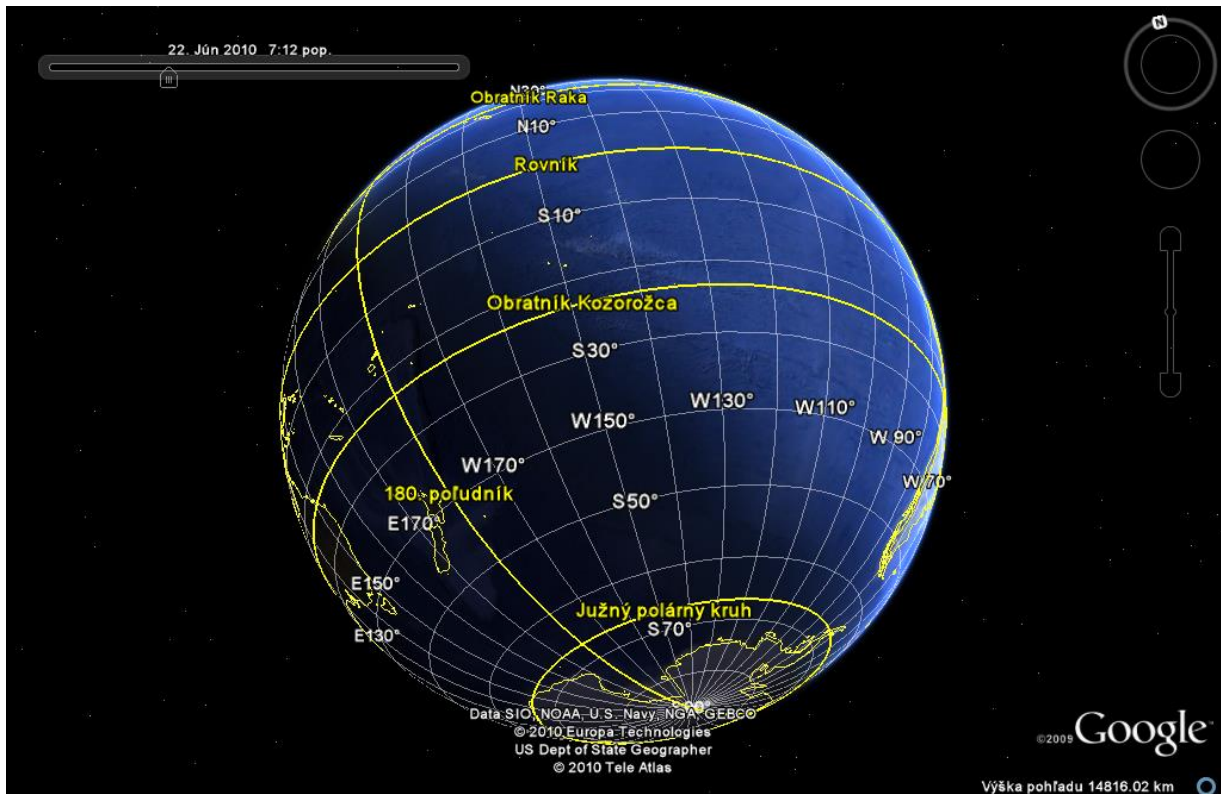 22. Jún 2010 7:12 pop.
N
N30°
Obratník Raka
N10°
Rovník
S10°
Obratník Kozorožca
S30°
W130°
W110°
W150°
W 90°
W170°
W 70°
180. poľudník
S50°
E170°
E150°
Južný polárny kruh
S70°
E130°
Data SIO, NOAA, U.S. Navy, NGA, GEBCO
© 2010 Europa Technologies
US Dept of State Geographer
© 2010 Tele Atlas
©2009 Google
Výška pohľadu 14816.02 km